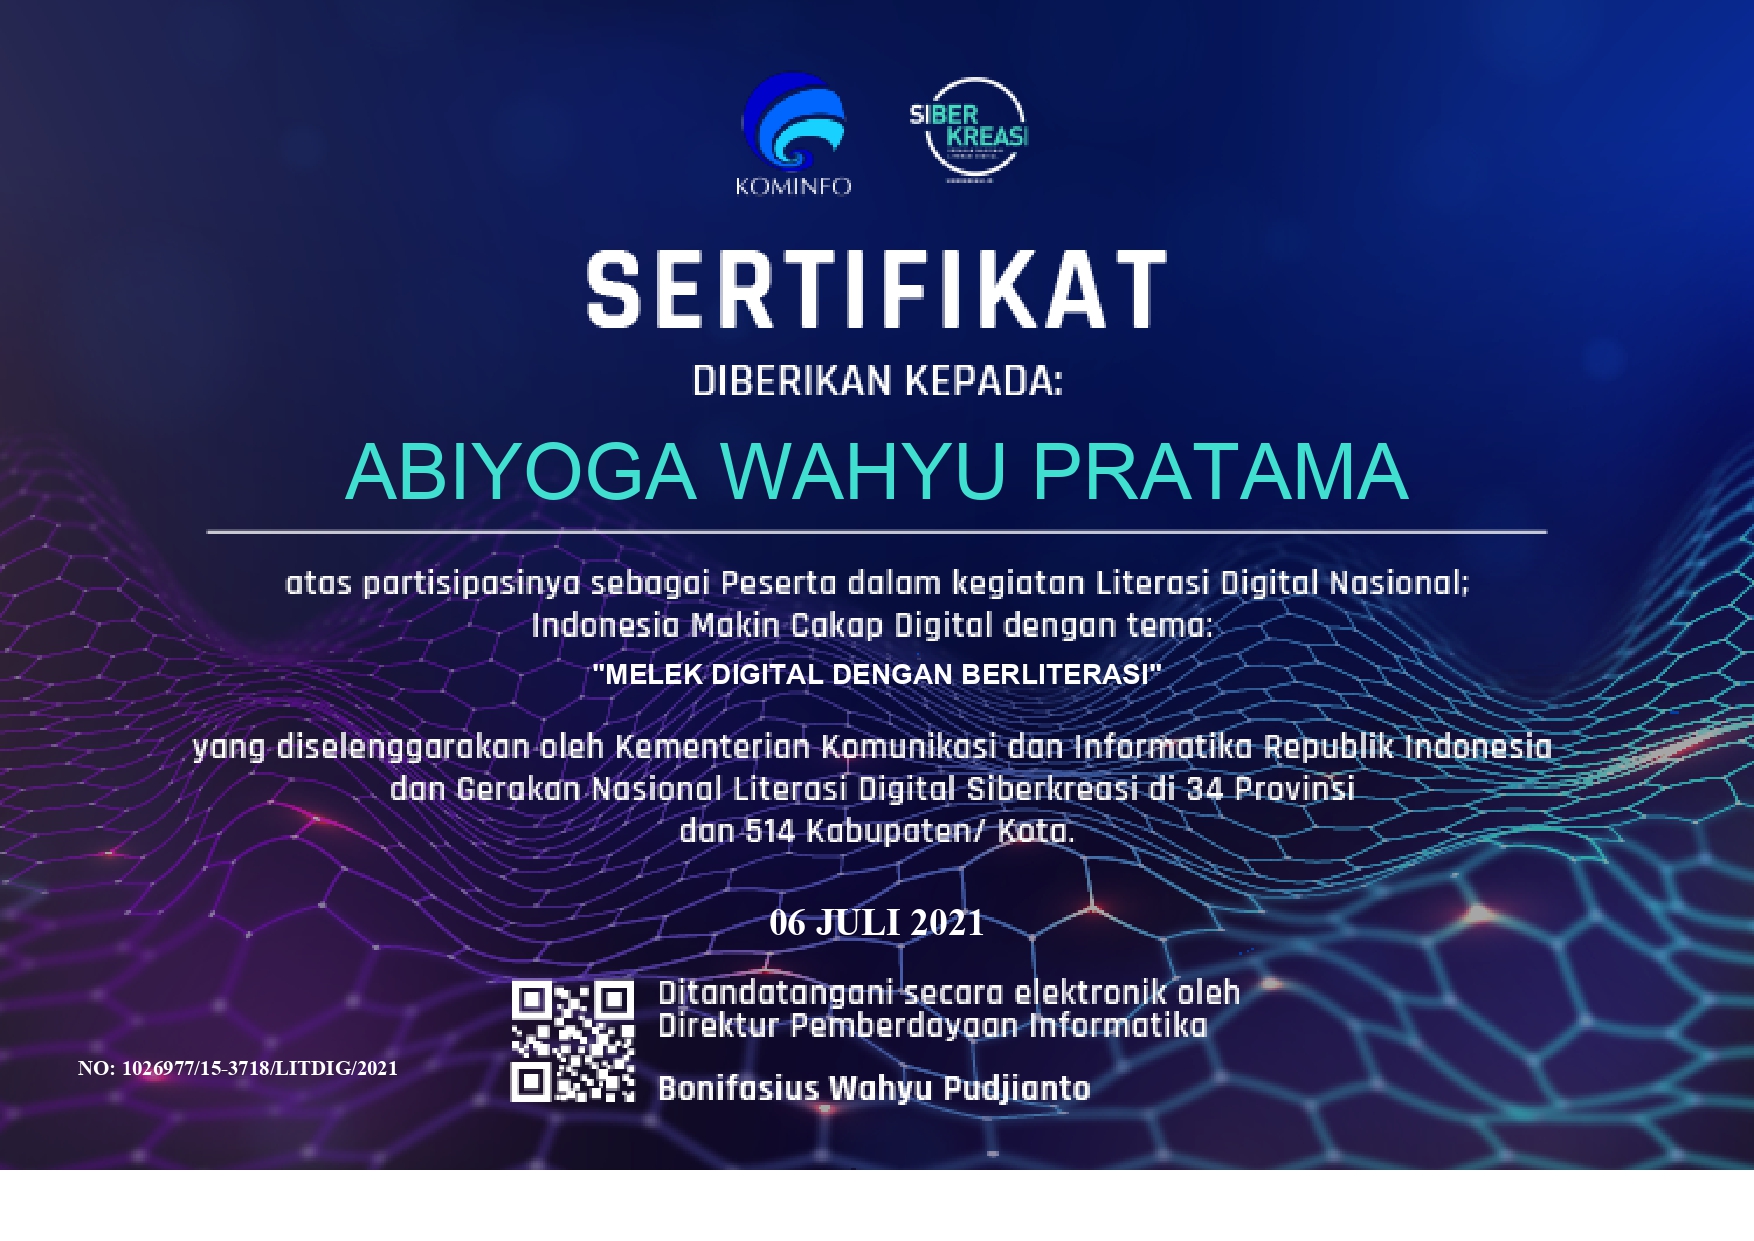 KOMINFO
SIBER
KREASI
SERTIFIKAT
DIBERIKAN KEPADA:
ABIYOGA WAHYU PRATAMA
atas partisipasinya sebagai Peserta dalam kegiatan Literasi Digital Nasional;
Indonesia Makin Cakap Digital dengan tema:
"MELEK DIGITAL DENGAN BERLITERASI"
yang diselenggarakan oleh Kementerian Komunikasi dan Informatika Republik Indonesia
dan Gerakan Nasional Literasi Digital Siberkreasi di 34 Provinsi
dan 514 Kabupaten/ Kota.
06 JULI 2021
Ditandatangani secara elektronik oleh
Direktur Pemberdayaan Informatika
Bonifasius Wahyu Pudjianto
NO: 1026977/15-3718/LITDIG/2021